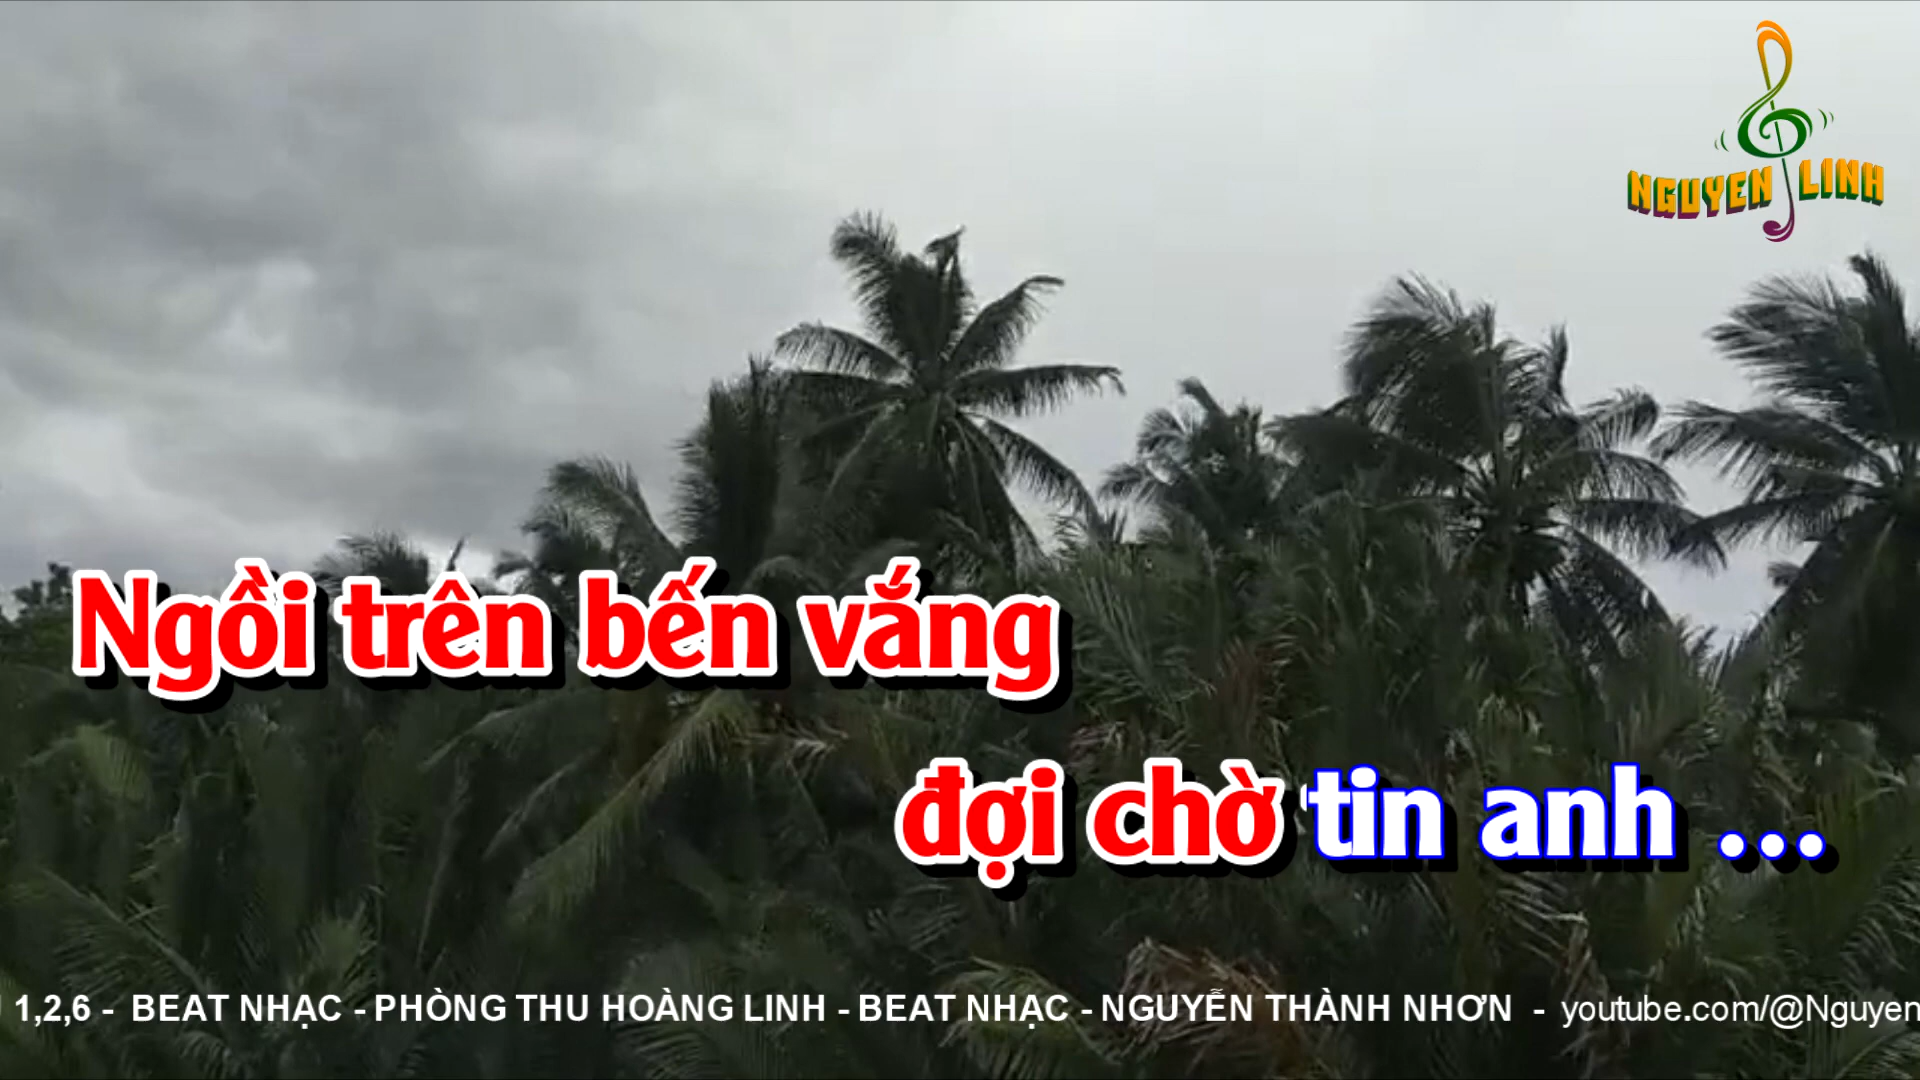 NGUYEN LINH
Ngồi trên bến vắng
đợi chờ tin anh ...
1,2,6 - BEAT NHẠC - PHÒNG THU HOÀNG LINH - BEAT NHẠC - NGUYỄN THÀNH NHƠN - youtube.com/@Nguyen